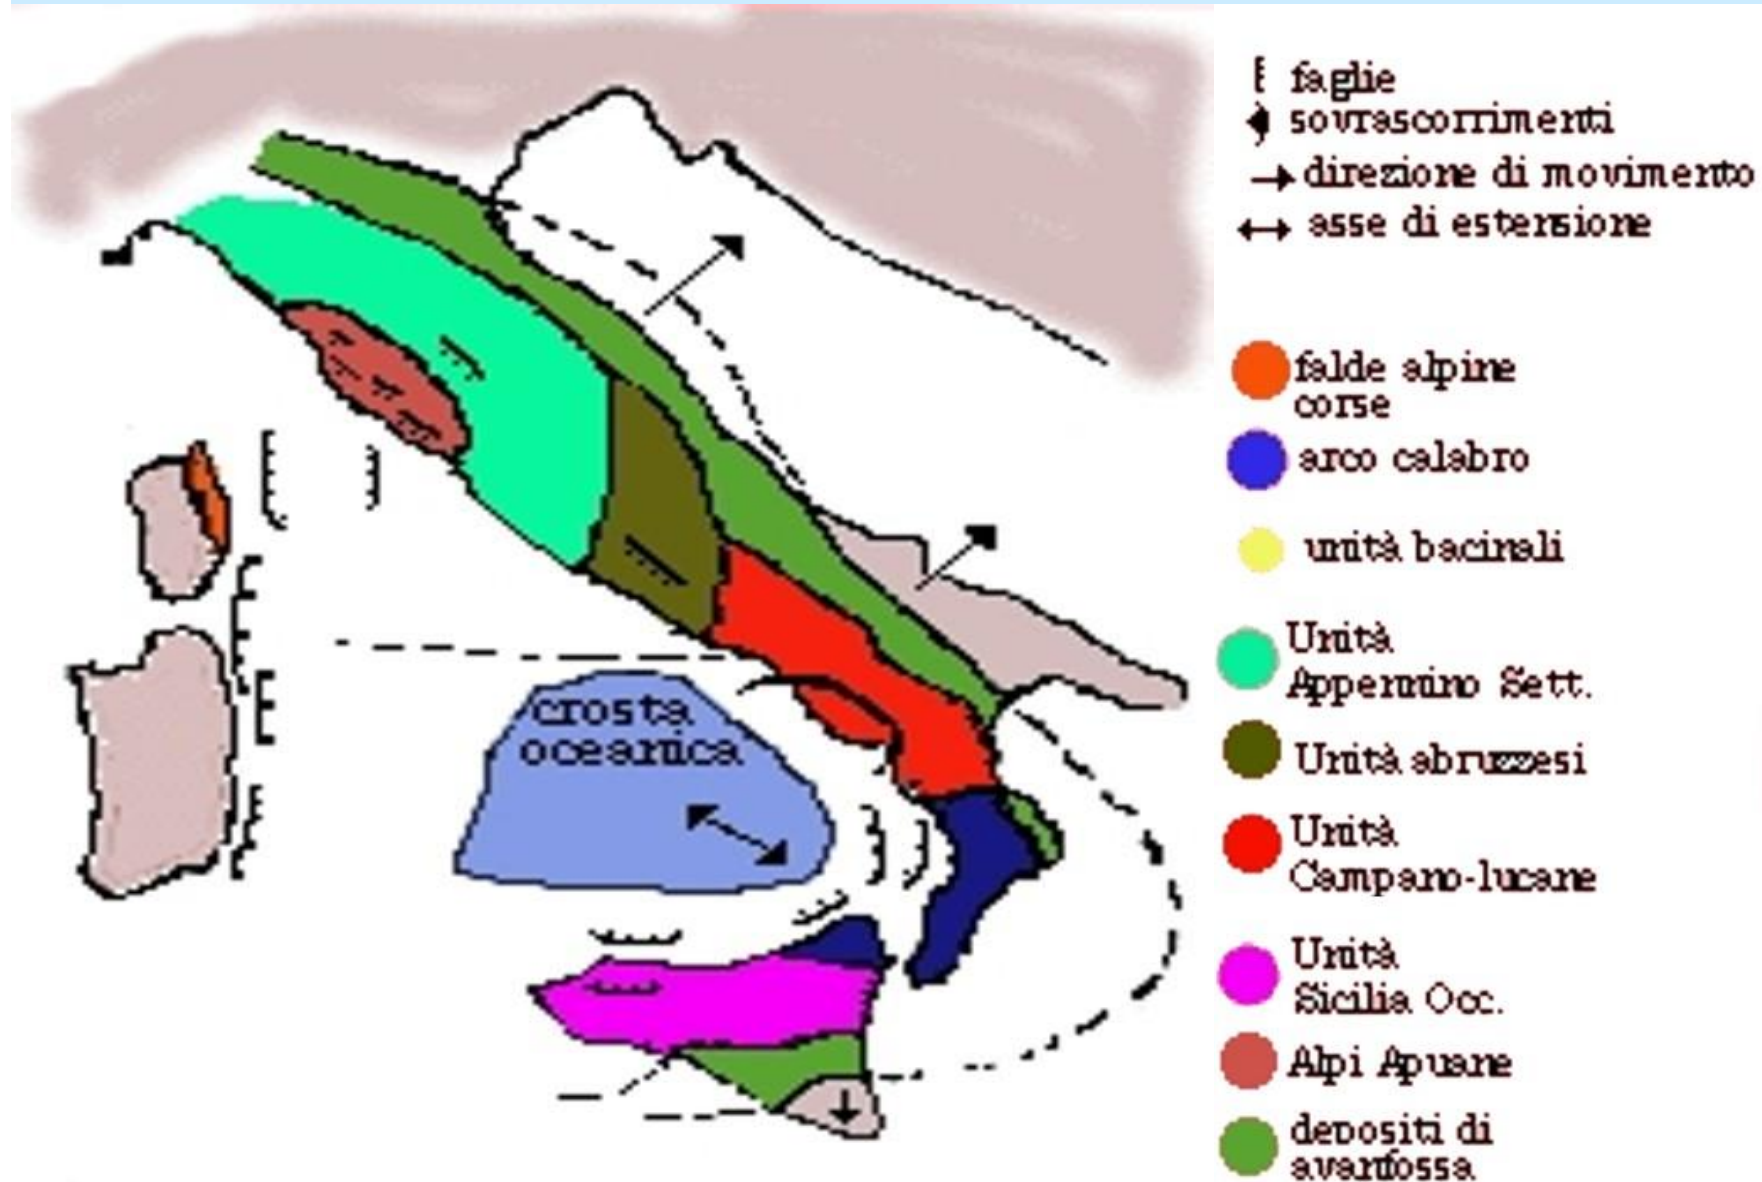 crosta
oceanica
faglie
sovrascorrimenti
direzione di movimento
asse di estensione
falde alpine
corse
arco calabro
unità bacinali
Unità
Appennino Sett.
Unità abruzzesi
Unità
Campano-lucane
Unità
Sicilia Occ.
Alpi Apuane
depositi di
avanfossa